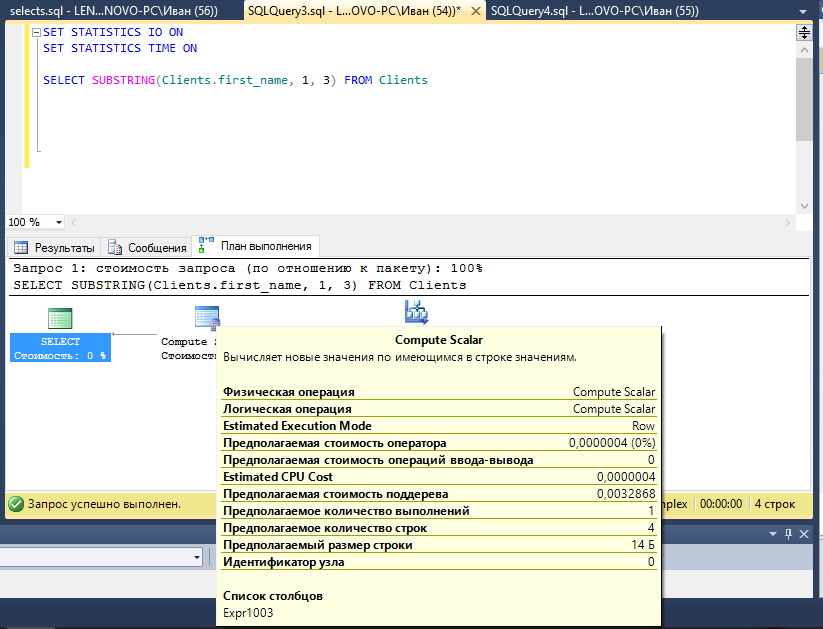 selects.sql - LEN...NOVO-PC\Иван (56))
SQLQuery3.sql - L...OVO-PC\Иван (54))*
SQLQuery4.sql - L...OVO-PC\Иван (55))
SET STATISTICS IO ON
SET STATISTICS TIME ON
SELECT SUBSTRING(Clients.first_name, 1, 3) FROM Clients
100 %
Результаты
Сообщения
План выполнения
Запрос 1: стоимость запроса (по отношению к пакету): 100%
SELECT SUBSTRING(Clients.first_name, 1, 3) FROM Clients
SELECT
Стоимость: 0 %
Compute
Compute Scalar
Вычисляет новые значения по имеющимся в строке значениям.
Физическая операция Compute Scalar
Логическая операция Compute Scalar
Estimated Execution Mode Row
Предполагаемая стоимость оператора 0,0000004 (0%)
Предполагаемая стоимость операций ввода-вывода 0
Estimated CPU Cost 0,0000004
Предполагаемая стоимость поддерева 0,0032868
Предполагаемое количество выполнений 1
Предполагаемое количество строк 4
Предполагаемый размер строки 14 Б
Идентификатор узла 0
Список столбцов
Expr1003
Запрос успешно выполнен.
00:00:00
4 строк